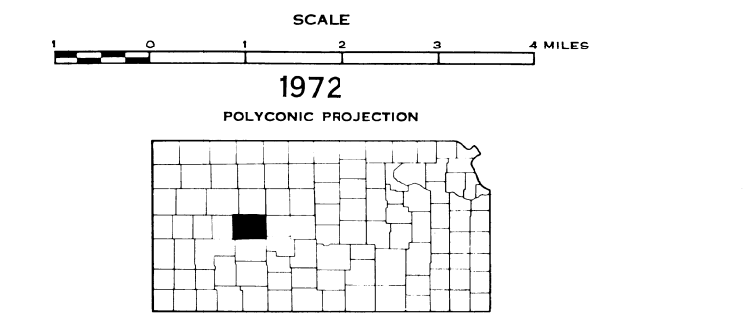 SCALE
1 0 1 2 3 4 MILES
1972
POLYCONIC PROJECTION